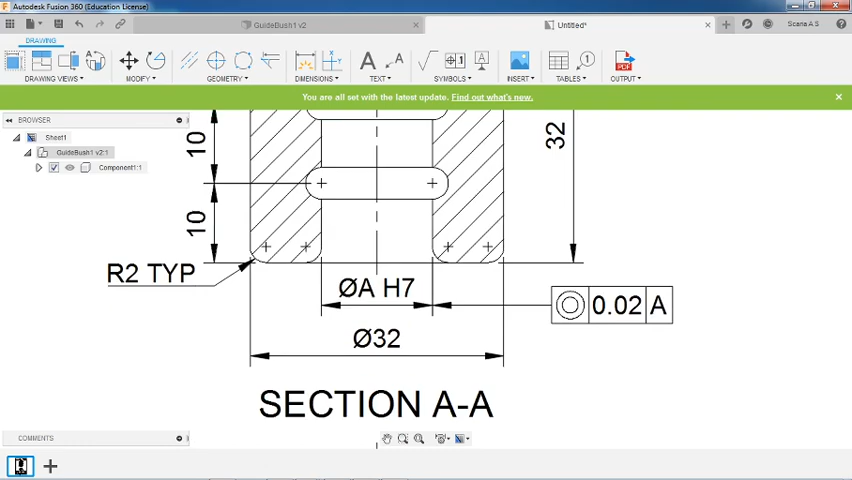 Autodesk Fusion 360 (Education License)
GuideBush1 v2
Untitled*
Scaria A S
DRAWING
DRAWING VIEWS
MODIFY
GEOMETRY
DIMENSIONS
TEXT
SYMBOLS
INSERT
TABLES
OUTPUT
You are all set with the latest update. Find out what's new.
BROWSER
Sheet1
GuideBush1 v2:1
Component1:1
10
32
10
R2 TYP
ØA H7
0.02 A
Ø32
SECTION A-A
COMMENTS